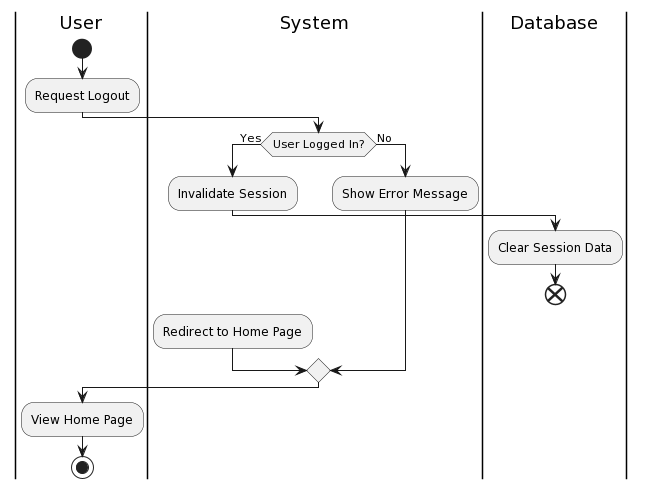 User
System
Database
Request Logout
Yes
User Logged In?
No
Invalidate Session
Show Error Message
Clear Session Data
Redirect to Home Page
View Home Page